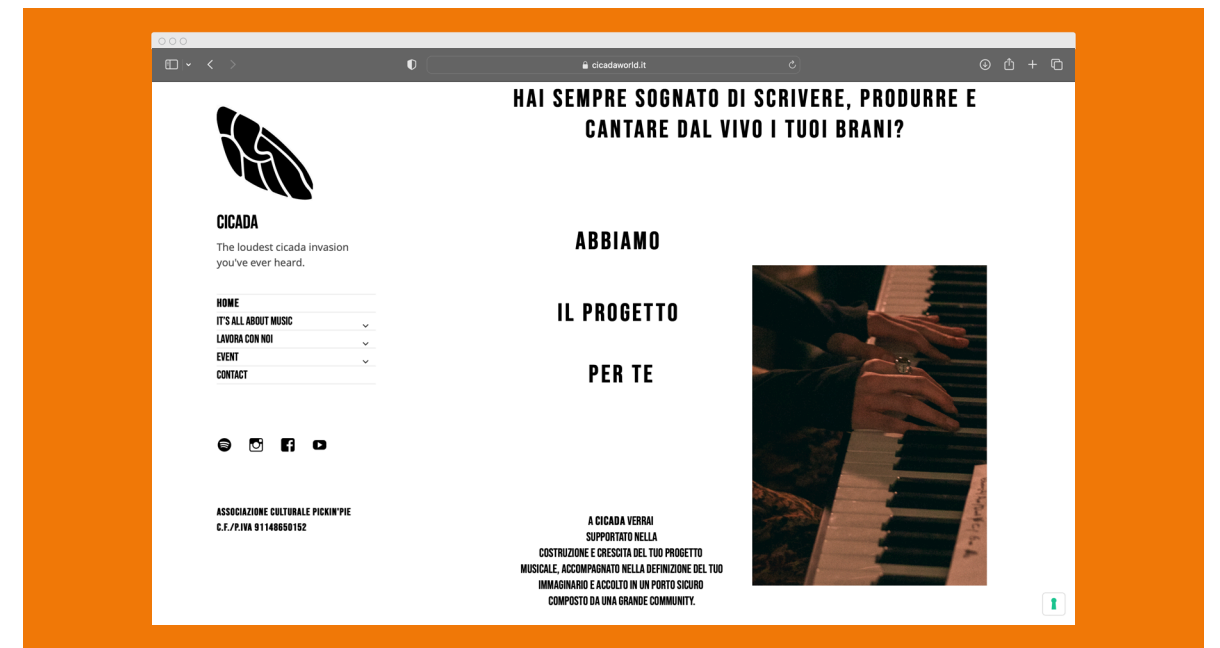 cicadaworld.it
CICADA
The loudest cicada invasion
you've ever heard.
HOME
IT'S ALL ABOUT MUSIC
LAVORA CON NOI
EVENT
CONTACT
ASSOCIAZIONE CULTURALE PICKIN'PIE
C.F./P.IVA 91148650152
HAI SEMPRE SOGNATO DI SCRIVERE, PRODURRE E
CANTARE DAL VIVO I TUOI BRANI?
ABBIAMO
IL PROGETTO
PER TE
A CICADA VERRAI
SUPPORTATO NELLA
COSTRUZIONE E CRESCITA DEL TUO PROGETTO
MUSICALE, ACCOMPAGNATO NELLA DEFINIZIONE DEL TUO
IMMAGINARIO E ACCOLTO IN UN PORTO SICURO
COMPOSTO DA UNA GRANDE COMMUNITY.